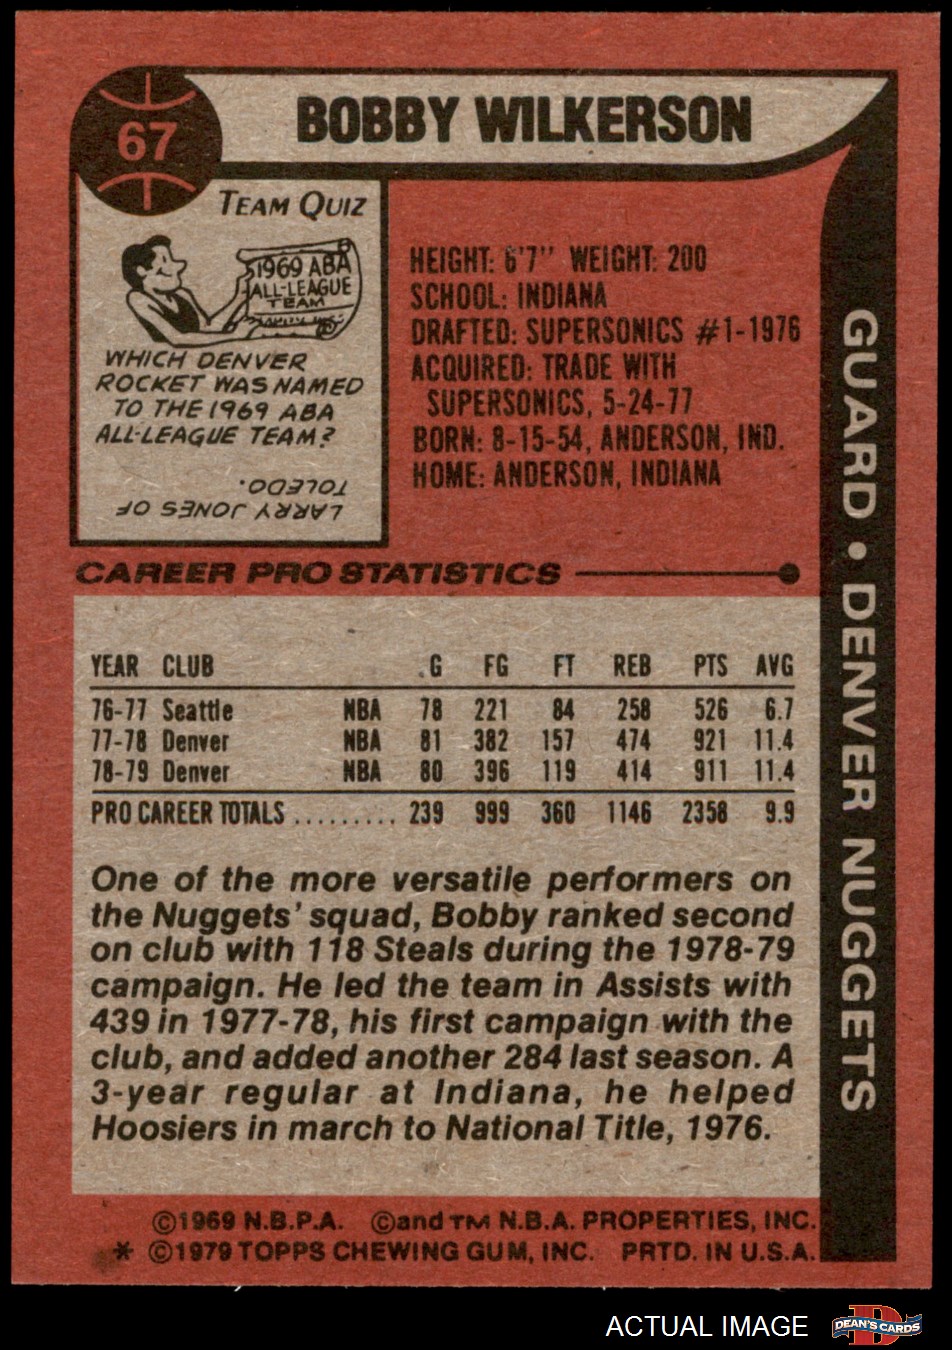 67
BOBBY WILKERSON
TEAM QUIZ
1969 ABA
ALL-LEAGUE
TEAM
WHICH DENVER
ROCKET WAS NAMED
TO THE 1969 ABA
ALL-LEAGUE TEAM?
LARRY JONES OF
TOLEDO.
HEIGHT: 6'7" WEIGHT: 200
SCHOOL: INDIANA
DRAFTED: SUPERSONICS #1-1976
ACQUIRED: TRADE WITH
SUPERSONICS, 5-24-77
BORN: 8-15-54, ANDERSON, IND.
HOME: ANDERSON, INDIANA
GUARD • DENVER NUGGETS
CAREER PRO STATISTICS
YEAR CLUB G FG FT REB PTS AVG
76-77 Seattle NBA 78 221 84 258 526 6.7
77-78 Denver NBA 81 382 157 474 921 11.4
78-79 Denver NBA 80 396 119 414 911 11.4
PRO CAREER TOTALS ......... 239 999 360 1146 2358 9.9
One of the more versatile performers on
the Nuggets' squad, Bobby ranked second
on club with 118 Steals during the 1978-79
campaign. He led the team in Assists with
439 in 1977-78, his first campaign with the
club, and added another 284 last season. A
3-year regular at Indiana, he helped
Hoosiers in march to National Title, 1976.
©1969 N.B.P.A. ©and TM N.B.A. PROPERTIES, INC.
* ©1979 TOPPS CHEWING GUM, INC. PRTD. IN U.S.A.
ACTUAL IMAGE
DEAN'S CARDS